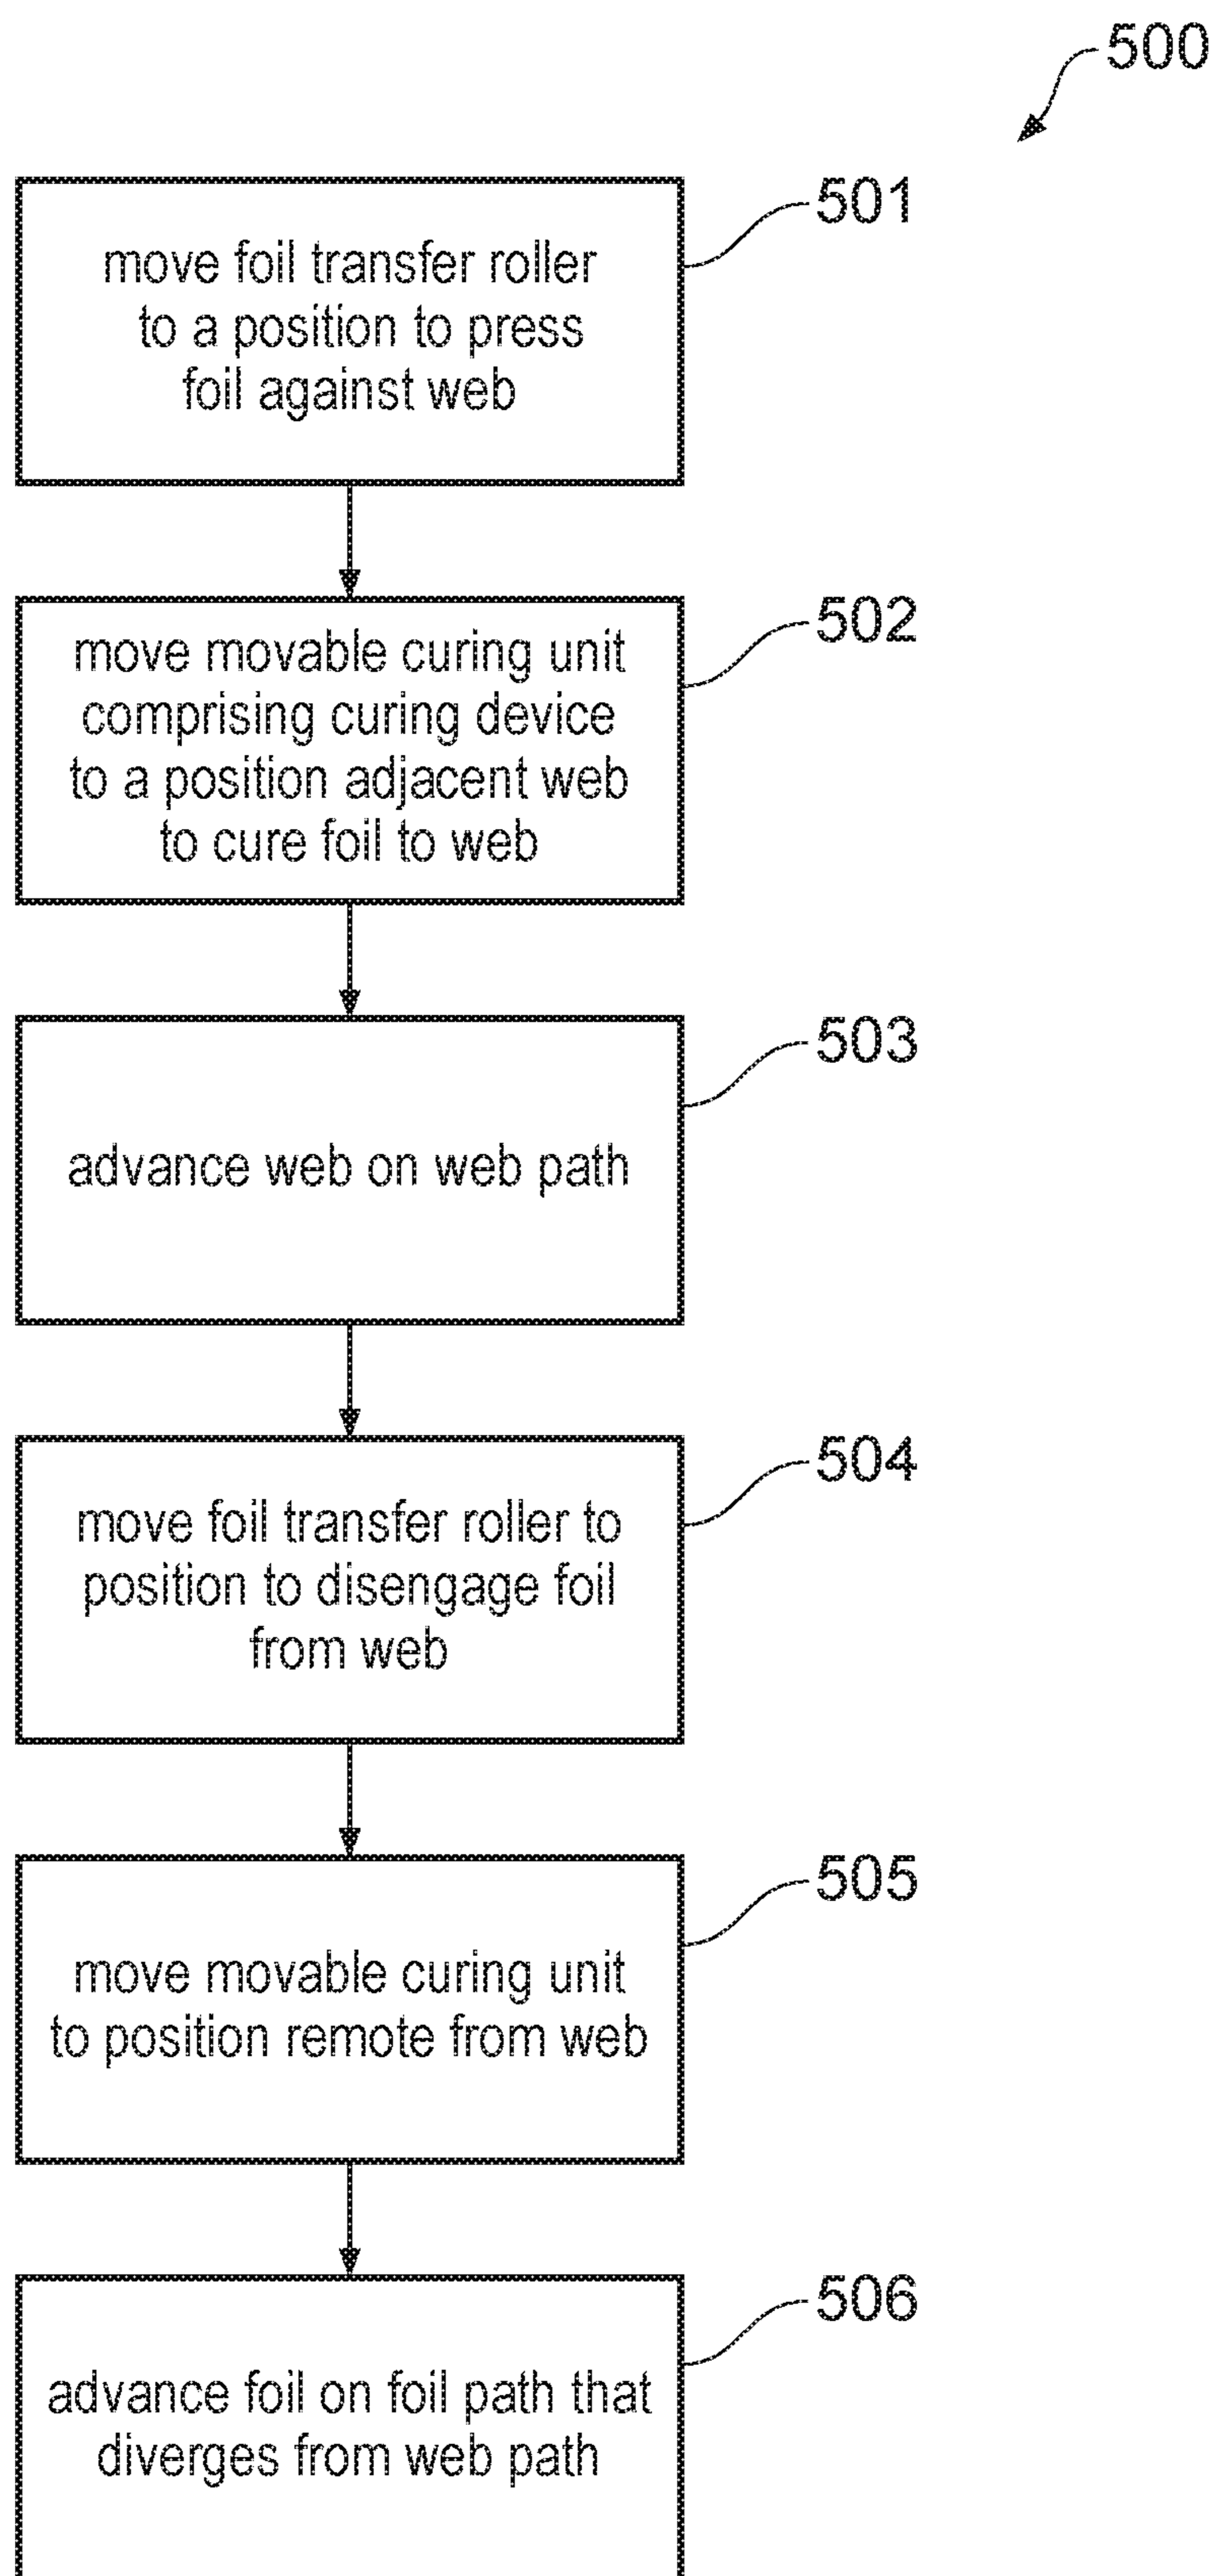 500
501
move foil transfer roller
to a position to press
foil against web
502
move movable curing unit
comprising curing device
to a position adjacent web
to cure foil to web
503
advance web on web path
504
move foil transfer roller to
position to disengage foil
from web
505
move movable curing unit
to position remote from web
506
advance foil on foil path that
diverges from web path